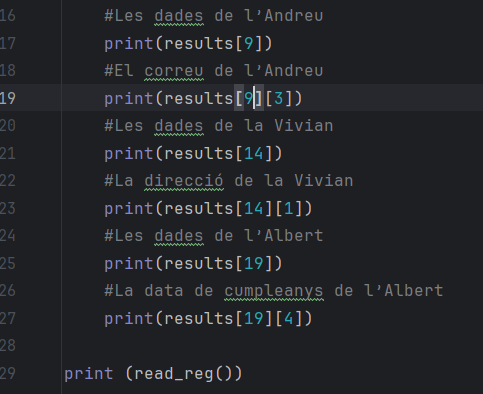 16 #Les dades de l’Andreu
17 print(results[9])
18 #El correu de l’Andreu
19 print(results[9][3])
20 #Les dades de la Vivian
21 print(results[14])
22 #La direcció de la Vivian
23 print(results[14][1])
24 #Les dades de l’Albert
25 print(results[19])
26 #La data de cumpleanys de l’Albert
27 print(results[19][4])
28
29 print (read_reg())